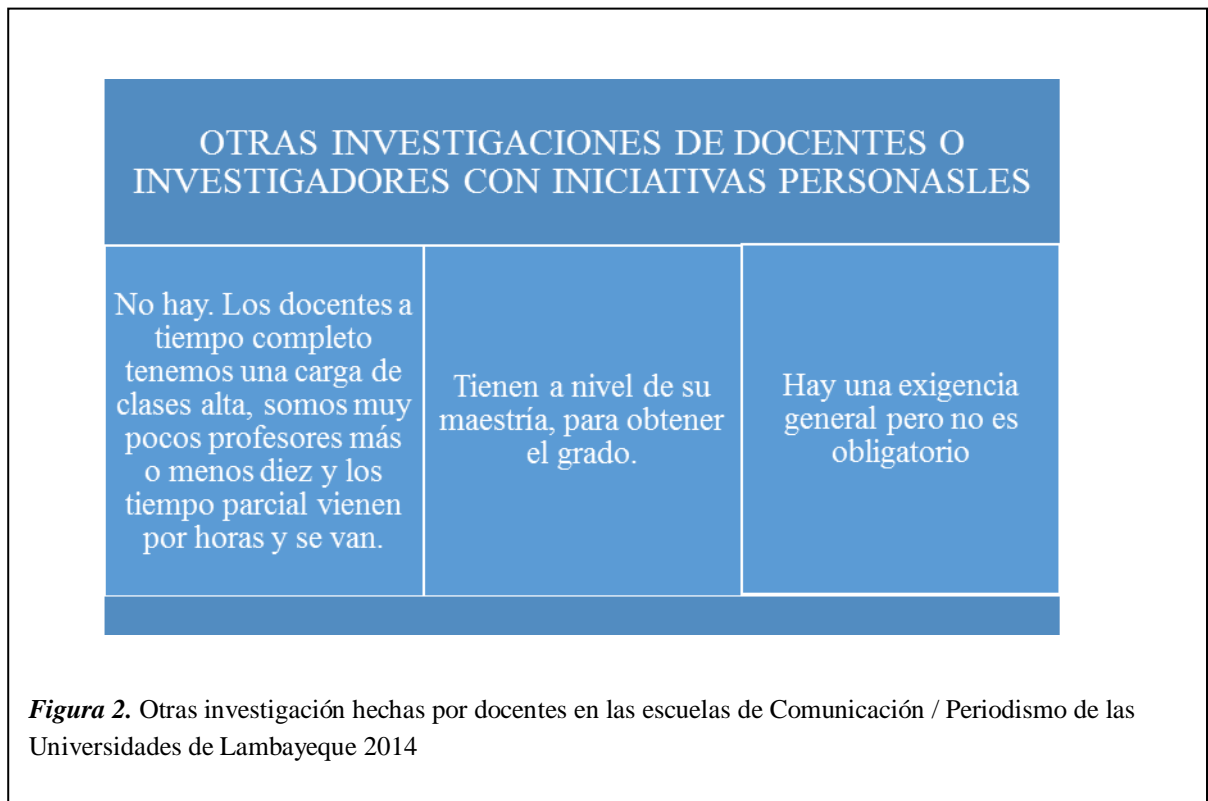 OTRAS INVESTIGACIONES DE DOCENTES O
INVESTIGADORES CON INICIATIVAS PERSONASLES
No hay. Los docentes a
tiempo completo
tenemos una carga de
clases alta, somos muy
pocos profesores más
o menos diez y los
tiempo parcial vienen
por horas y se van.
Tienen a nivel de su
maestría, para obtener
el grado.
Hay una exigencia
general pero no es
obligatorio
Figura 2. Otras investigación hechas por docentes en las escuelas de Comunicación / Periodismo de las
Universidades de Lambayeque 2014